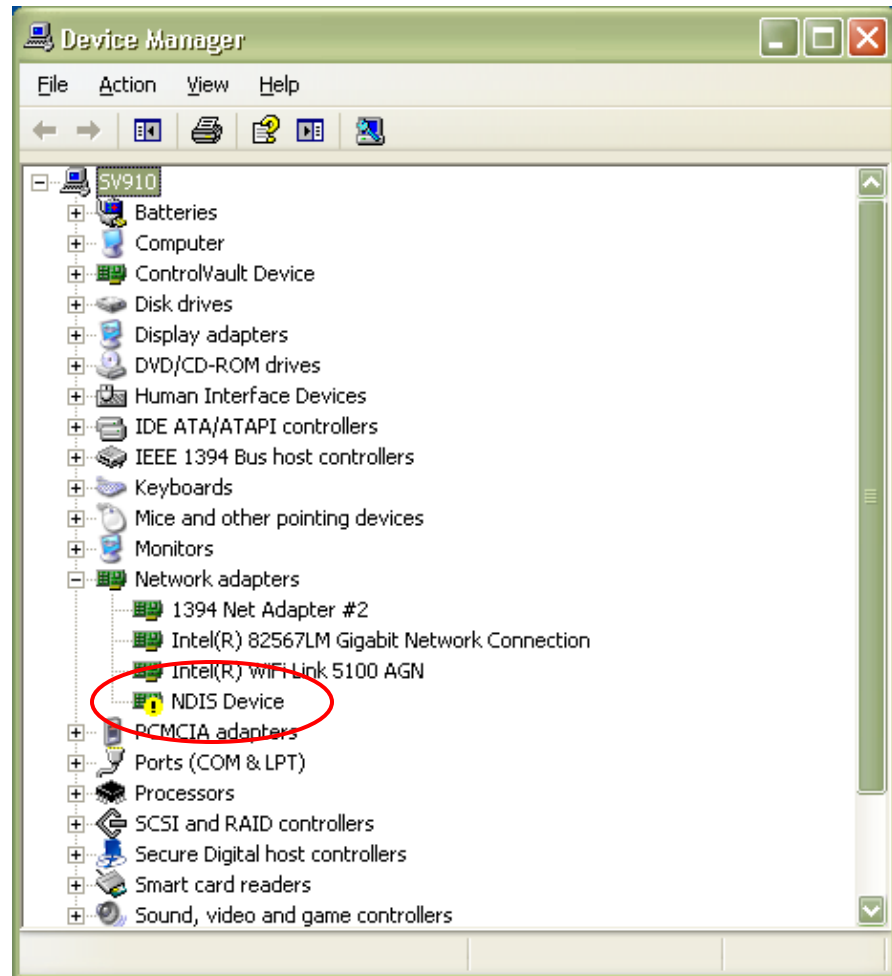 Device Manager
File Action View Help
SV910
Batteries
Computer
ControlVault Device
Disk drives
Display adapters
DVD/CD-ROM drives
Human Interface Devices
IDE ATA/ATAPI controllers
IEEE 1394 Bus host controllers
Keyboards
Mice and other pointing devices
Monitors
Network adapters
1394 Net Adapter #2
Intel(R) 82567LM Gigabit Network Connection
Intel(R) WiFi Link 5100 AGN
NDIS Device
PCMCIA adapters
Ports (COM & LPT)
Processors
SCSI and RAID controllers
Secure Digital host controllers
Smart card readers
Sound, video and game controllers